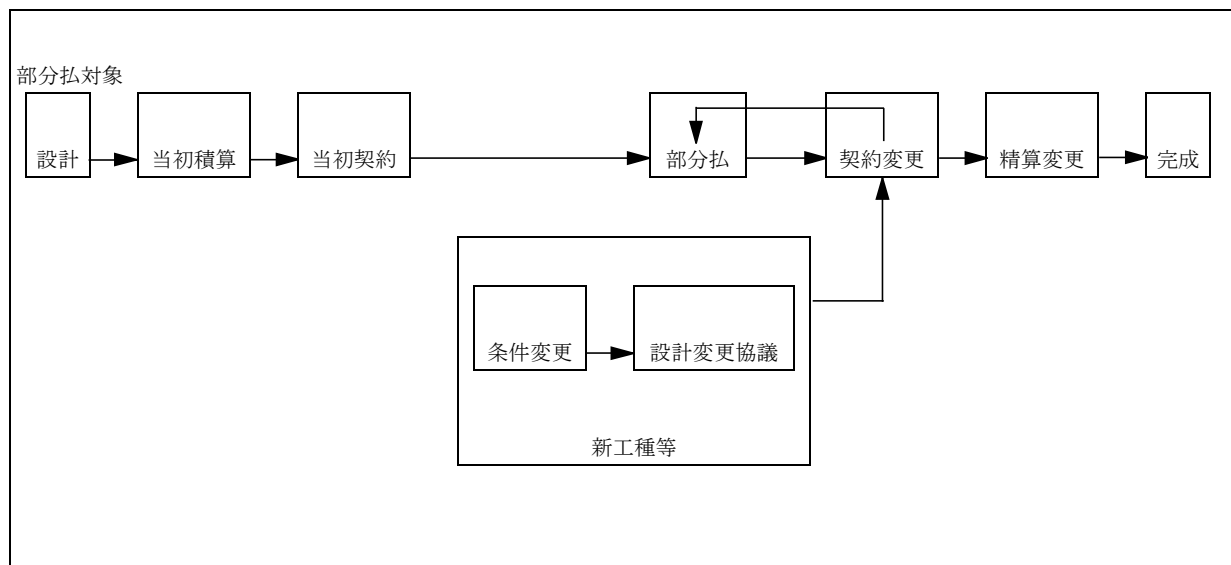 部分払対象
設計
当初積算
当初契約
部分払
契約変更
精算変更
完成
条件変更
設計変更協議
新工種等